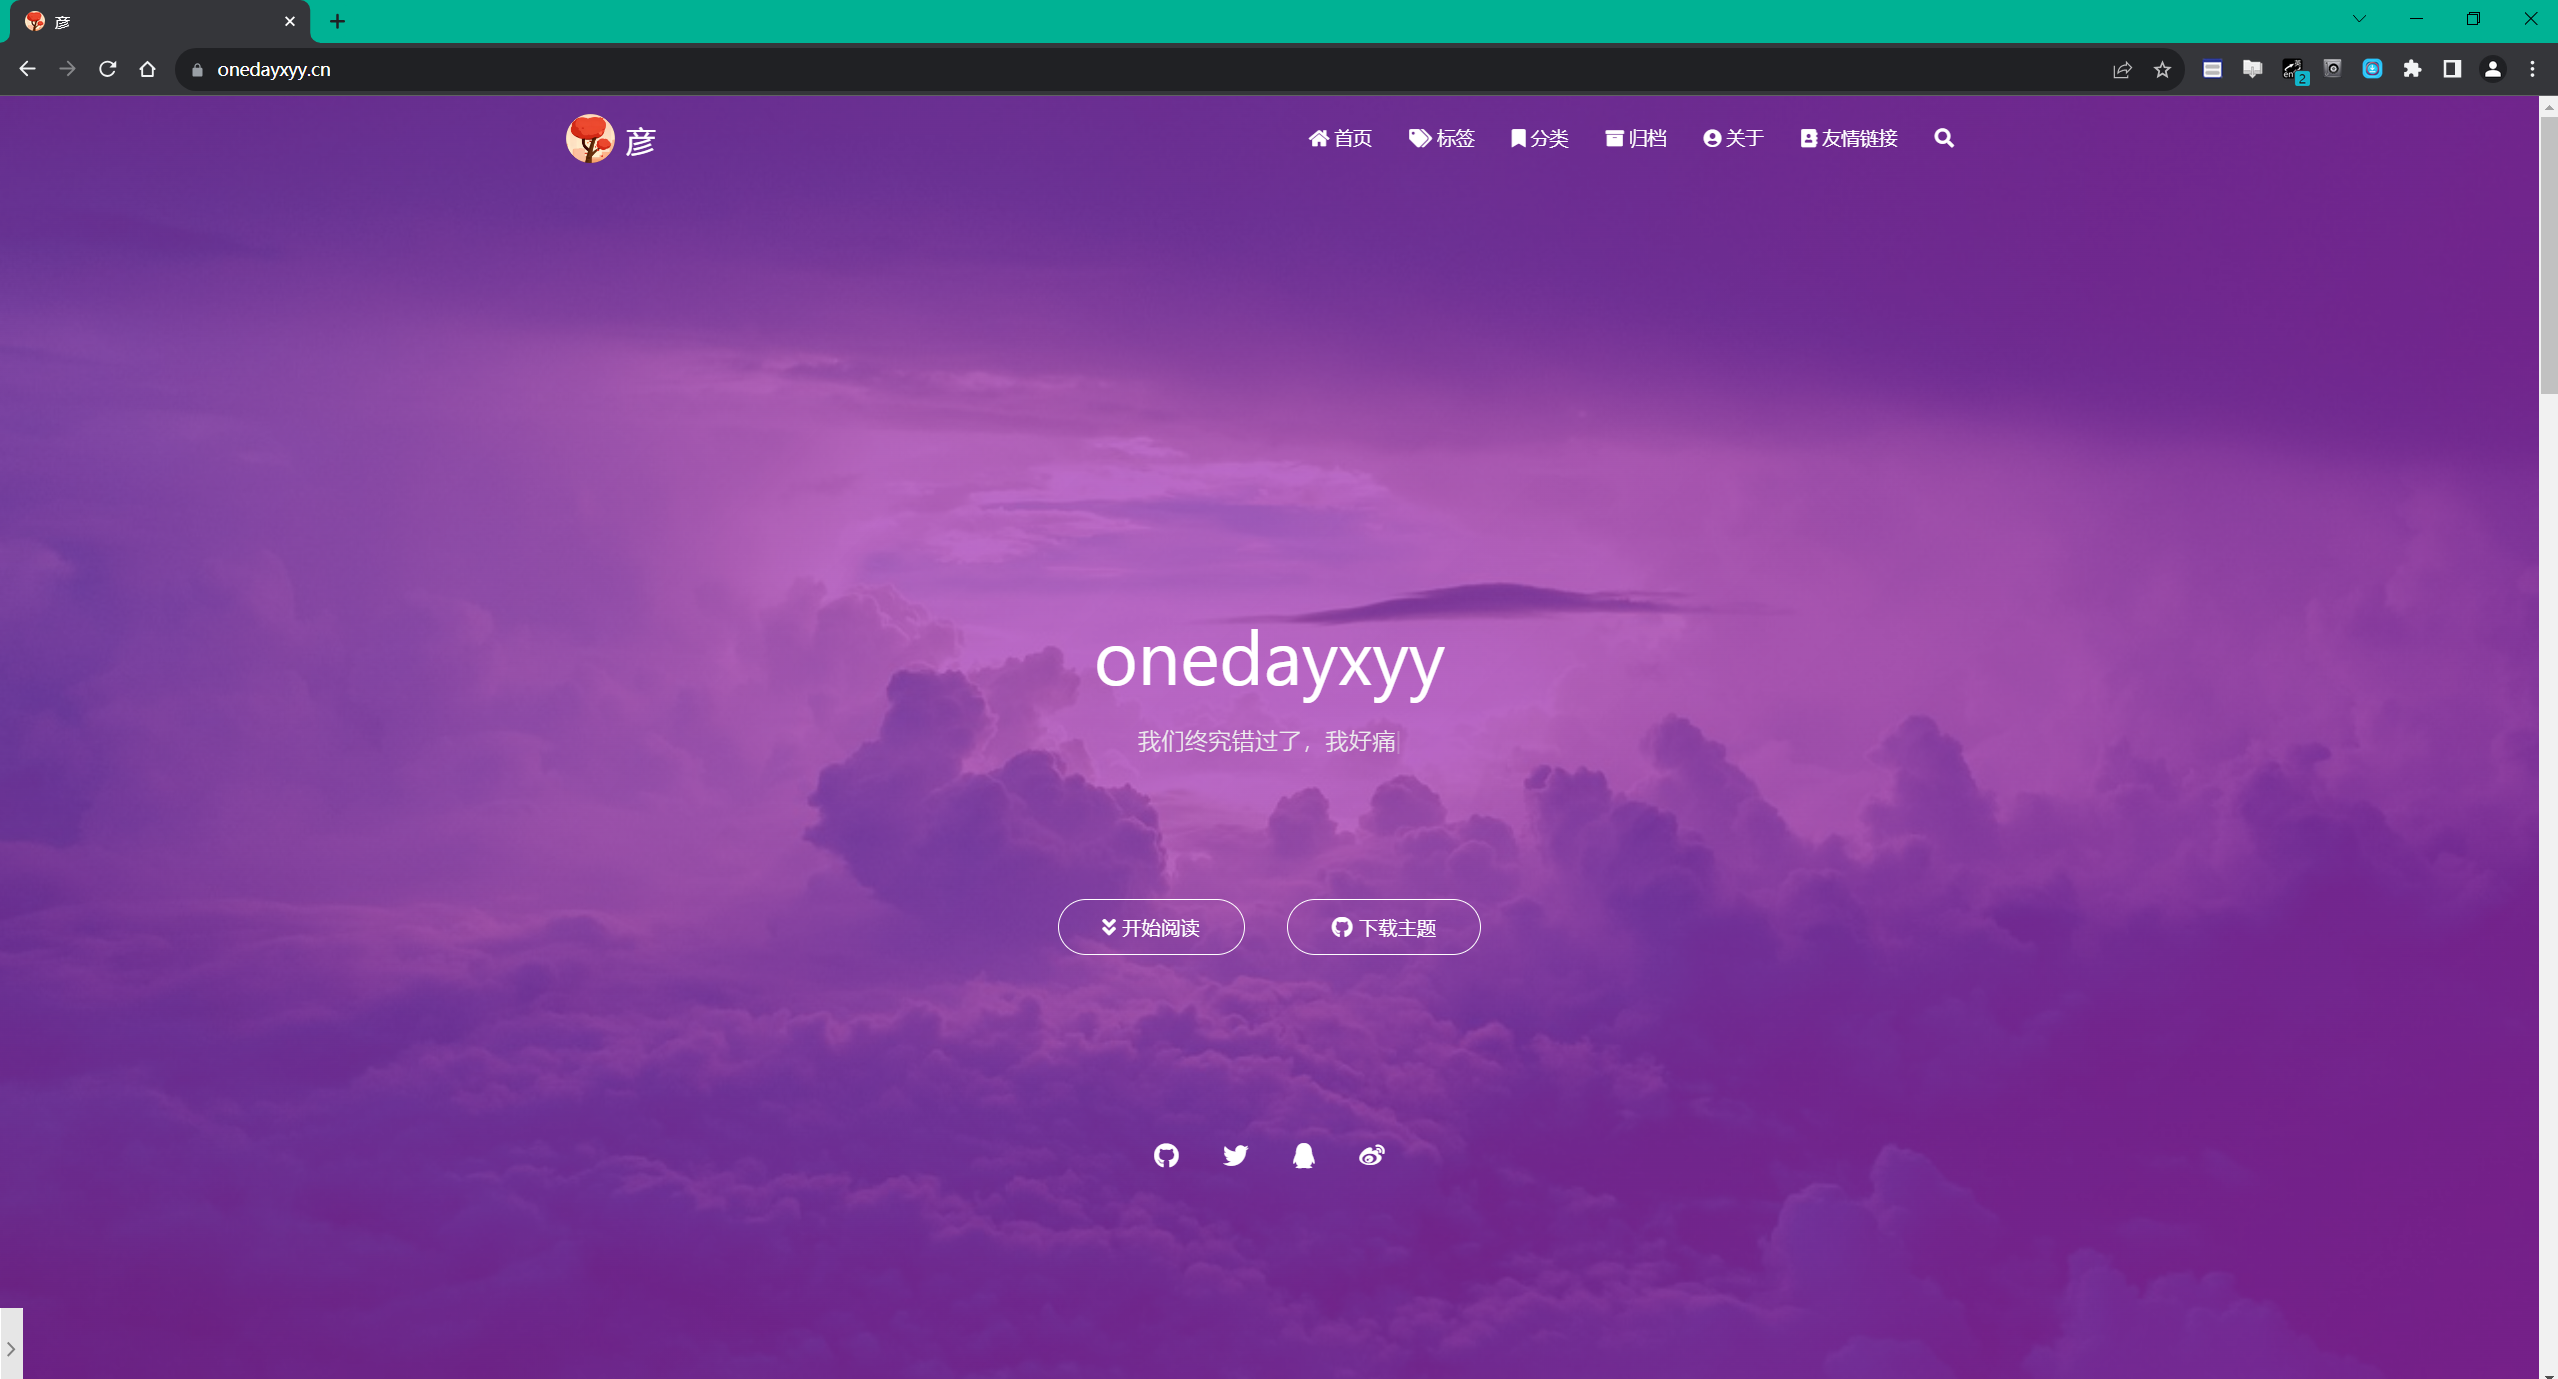 彦
onedayxyy.cn
2
彦
首页 标签 分类 归档 关于 友情链接
onedayxyy
我们终究错过了，我好痛
开始阅读 下载主题